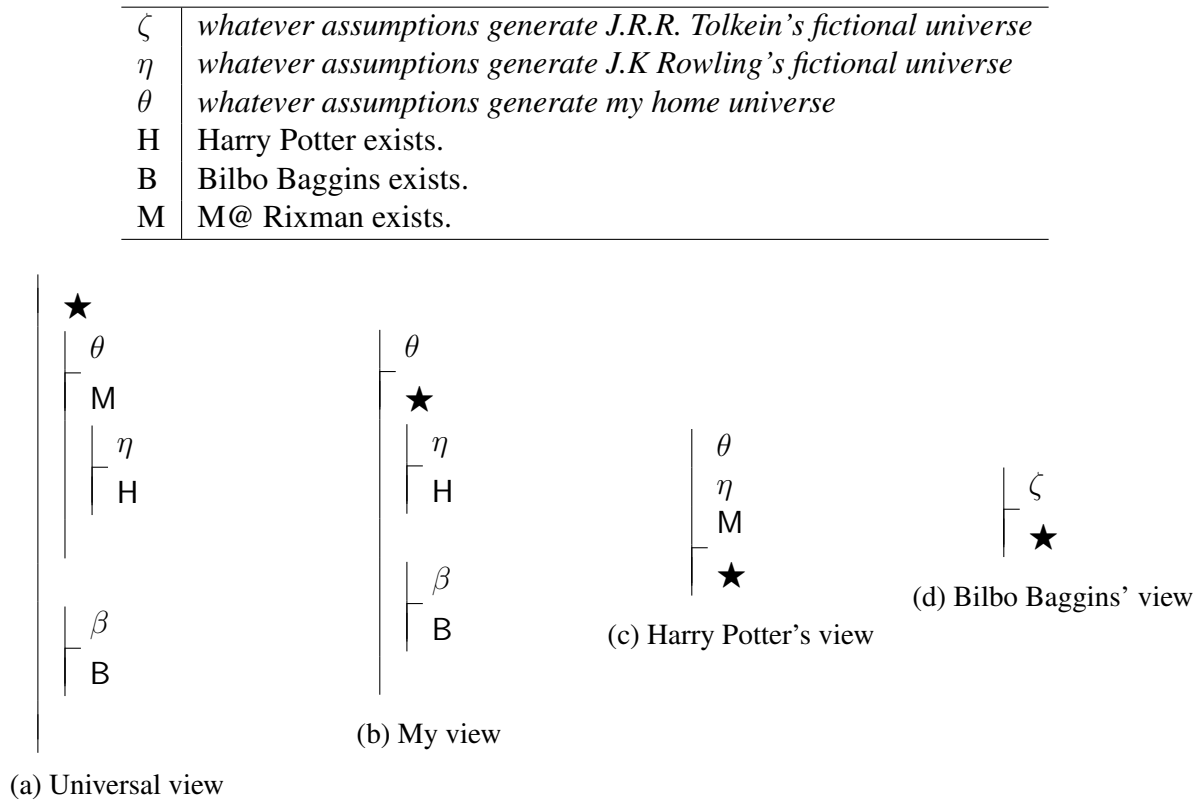 ζ whatever assumptions generate J.R.R. Tolkein's fictional universe
η whatever assumptions generate J.K Rowling's fictional universe
θ whatever assumptions generate my home universe
H Harry Potter exists.
B Bilbo Baggins exists.
M M@ Rixman exists.
★
θ
M
η
H
β
B
(a) Universal view
θ
★
η
H
β
B
(b) My view
θ
η
M
★
(c) Harry Potter's view
ζ
★
(d) Bilbo Baggins' view